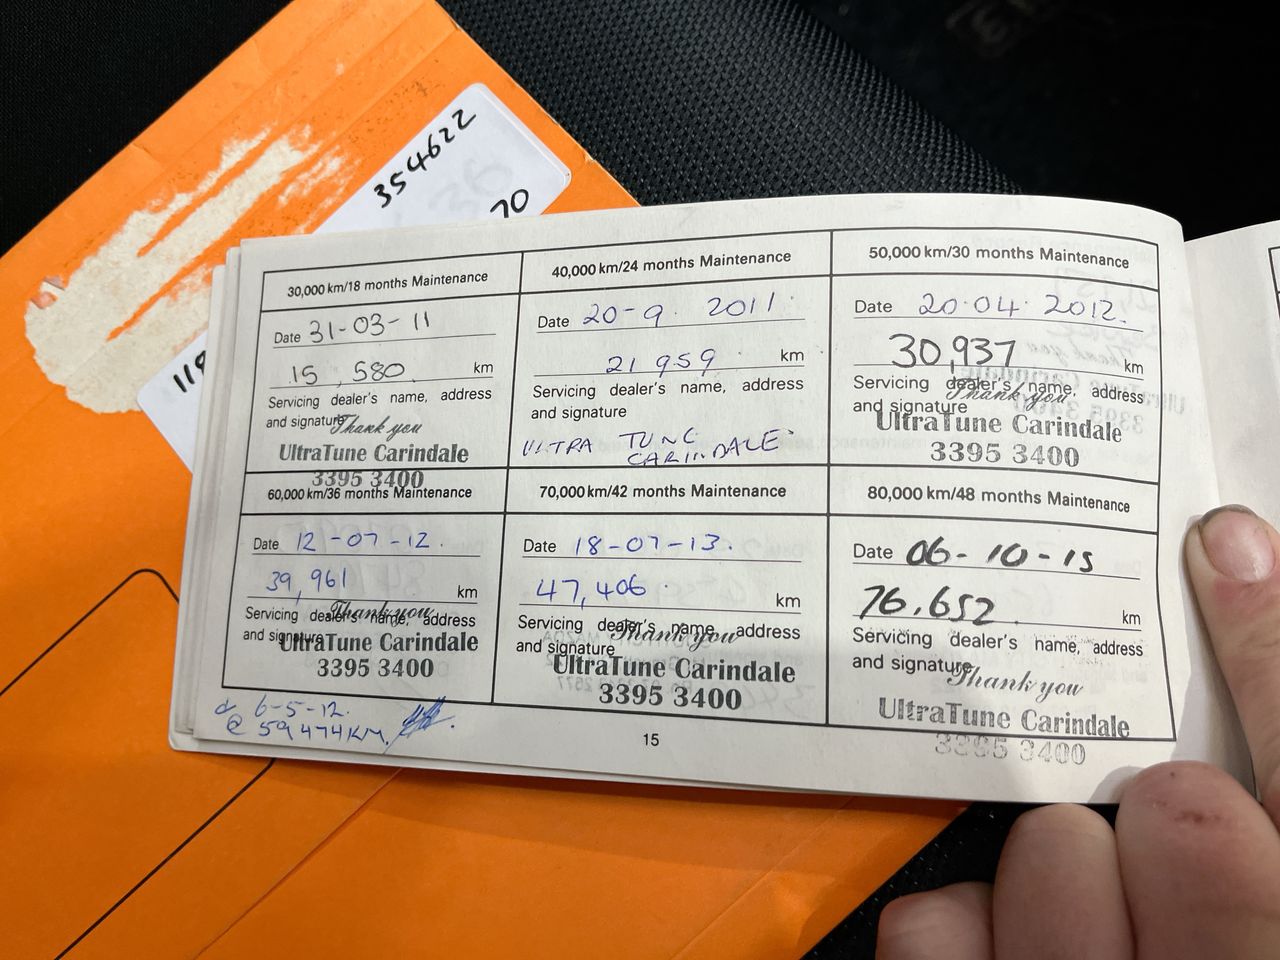 354622
70
30,000 km/18 months Maintenance
Date 31-03-11
15,580 km
Servicing dealer's name, address
and signature
Thank you
UltraTune Carindale
3395 3400
40,000 km/24 months Maintenance
Date 20-9. 2011.
21959 km
Servicing dealer's name, address
and signature
ULTRA TUNE
CARINDALE
50,000 km/30 months Maintenance
Date 20.04.2012.
30,937 km
Servicing dealer's name, address
and signature
Thank you
UltraTune Carindale
3395 3400
60,000 km/36 months Maintenance
Date 12-07-12.
39,961 km
Servicing dealer's name, address
and signature
Thank you
UltraTune Carindale
3395 3400
70,000 km/42 months Maintenance
Date 18-07-13.
47,406 km
Servicing dealer's name, address
and signature
Thank you
UltraTune Carindale
3395 3400
80,000 km/48 months Maintenance
Date 06-10-15
76,652 km
Servicing dealer's name, address
and signature
Thank you
UltraTune Carindale
3395 3400
6-5-12.
@ 59,474KM.
15